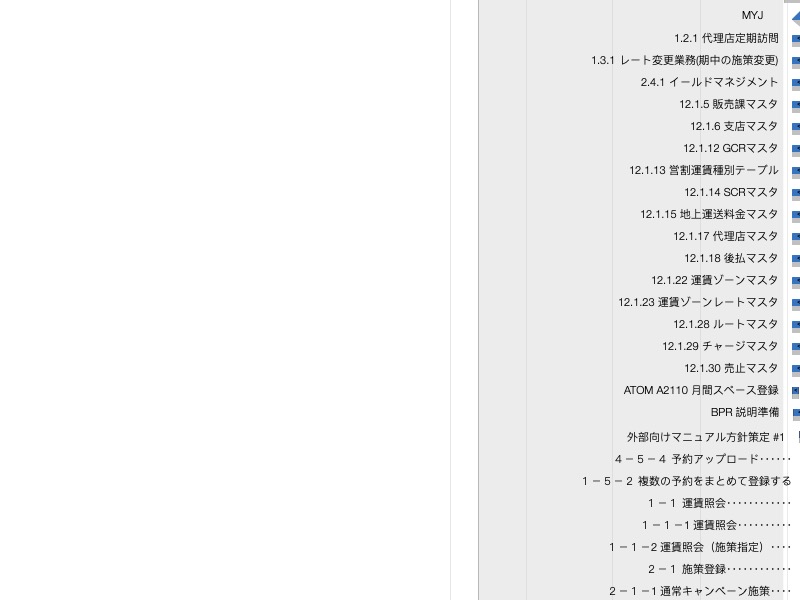 MYJ
1.2.1 代理店定期訪問
1.3.1 レート変更業務(期中の施策変更)
2.4.1 イールドマネジメント
12.1.5 販売課マスタ
12.1.6 支店マスタ
12.1.12 GCRマスタ
12.1.13 営割運賃種別テーブル
12.1.14 SCRマスタ
12.1.15 地上運送料金マスタ
12.1.17 代理店マスタ
12.1.18 後払マスタ
12.1.22 運賃ゾーンマスタ
12.1.23 運賃ゾーンレートマスタ
12.1.28 ルートマスタ
12.1.29 チャージマスタ
12.1.30 売止マスタ
ATOM A2110 月間スペース登録
BPR 説明準備
外部向けマニュアル方針策定 #1
４－５－４ 予約アップロード‥‥‥
１－５－２ 複数の予約をまとめて登録する
１－１ 運賃照会‥‥‥‥‥‥
１－１－1 運賃照会‥‥‥‥‥
１－１－2 運賃照会（施策指定）‥‥
２－１ 施策登録‥‥‥‥‥‥
２－１－1 通常キャンペーン施策‥‥